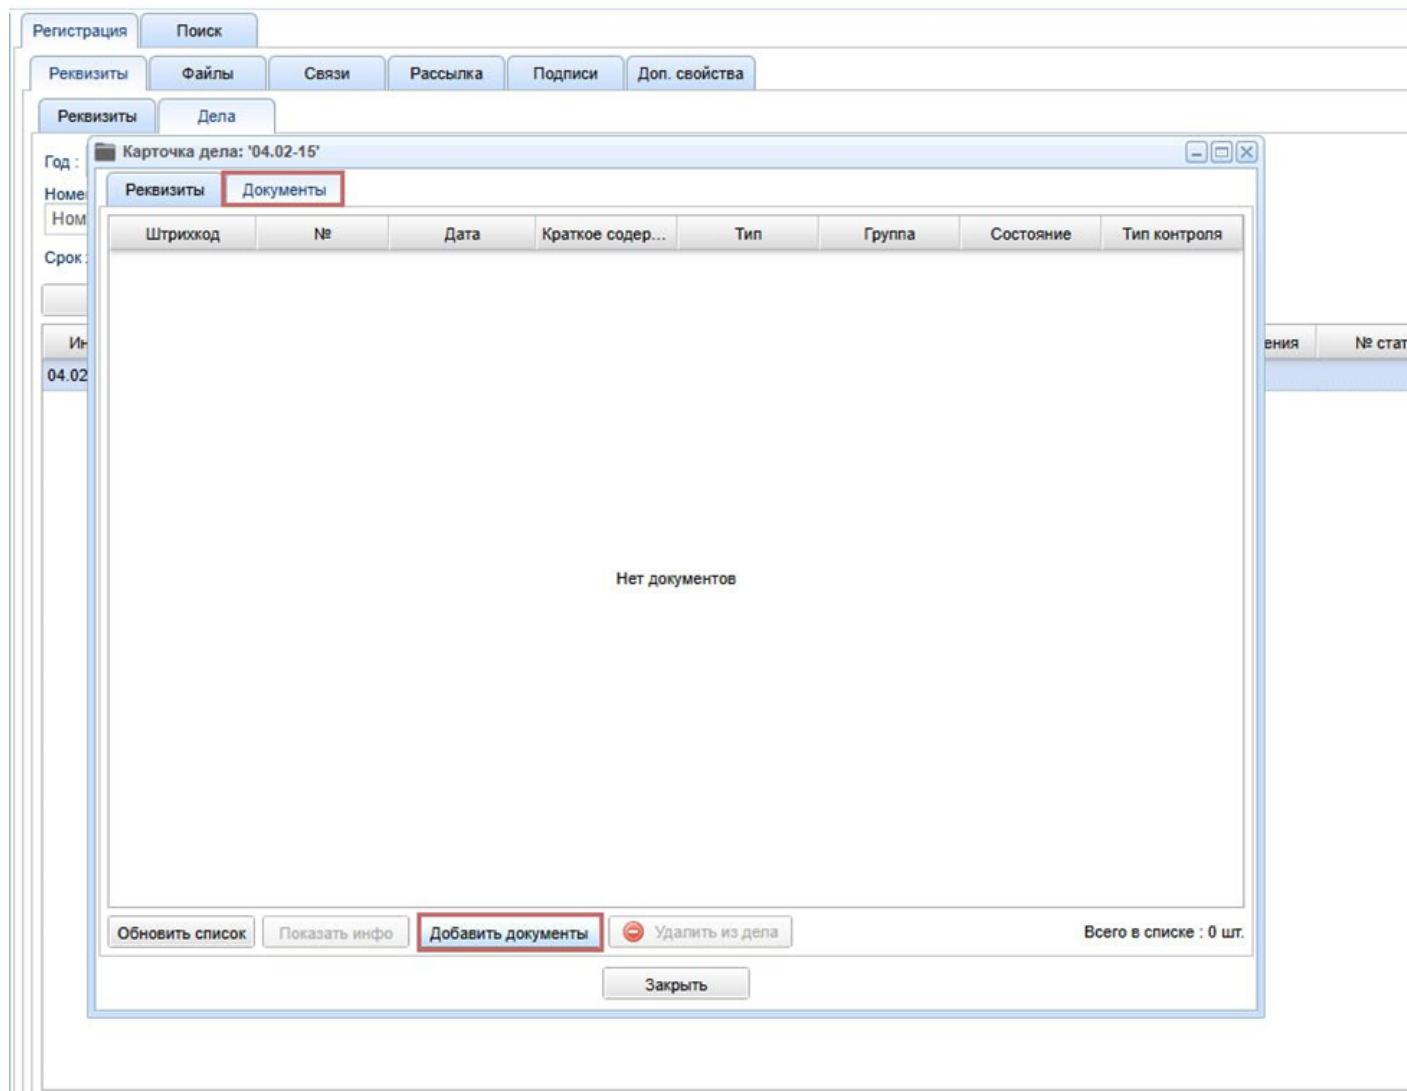 Регистрация Поиск
Реквизиты Файлы Связи Рассылка Подписи Доп. свойства
Реквизиты Дела
Карточка дела: '04.02-15'
Год :
Реквизиты Документы
Штрихкод № Дата Краткое содер... Тип Группа Состояние Тип контроля
Срок :
№
04.02
Нет документов
Обновить список Показать инфо Добавить документы Удалить из дела Всего в списке : 0 шт.
Закрыть